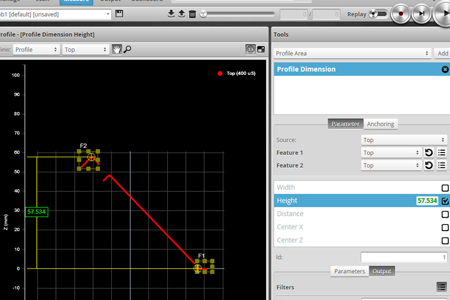 Output
ob1 [default] (unsaved)
Replay
Profile - [Profile Dimension Height]
View:
Profile
Top
Top (400 uS)
100
90
80
70
60
50
40
30
20
10
0
-10
Z (mm)
F2
F1
57.534
Tools
Profile Area
Add
Profile Dimension
Parameter
Anchoring
Source:
Top
Feature 1
Top
Feature 2
Top
Width
Height
57.534
Distance
Center X
Center Z
Id:
1
Parameters
Output
Filters